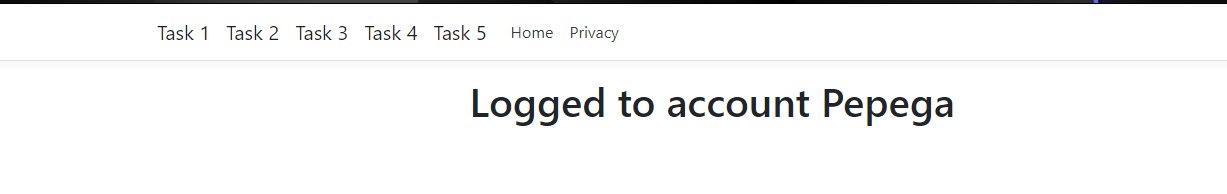 Task 1 Task 2 Task 3 Task 4 Task 5 Home Privacy
Logged to account Pepega